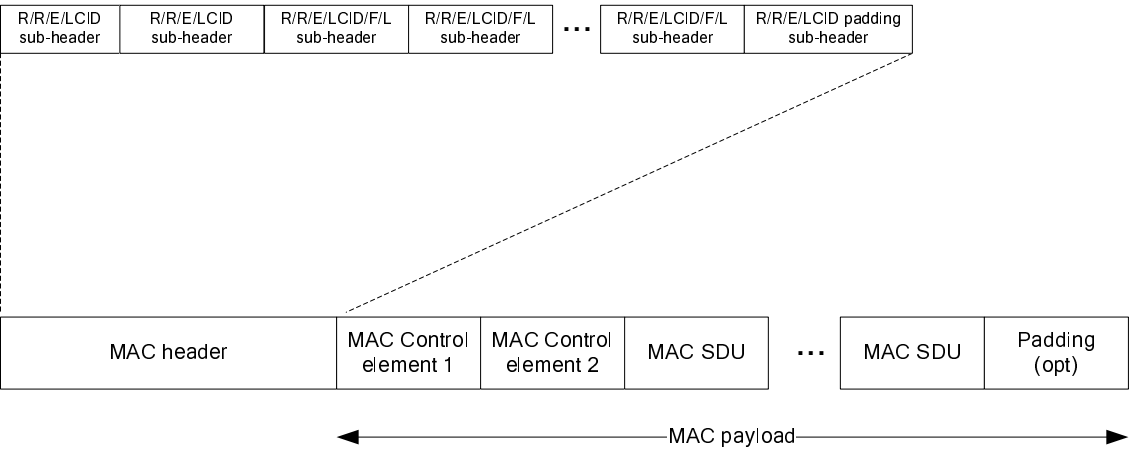 R/R/E/LCID
sub-header
R/R/E/LCID
sub-header
R/R/E/LCID/F/L
sub-header
R/R/E/LCID/F/L
sub-header
...
R/R/E/LCID/F/L
sub-header
R/R/E/LCID padding
sub-header
MAC header
MAC Control
element 1
MAC Control
element 2
MAC SDU
...
MAC SDU
Padding
(opt)
MAC payload